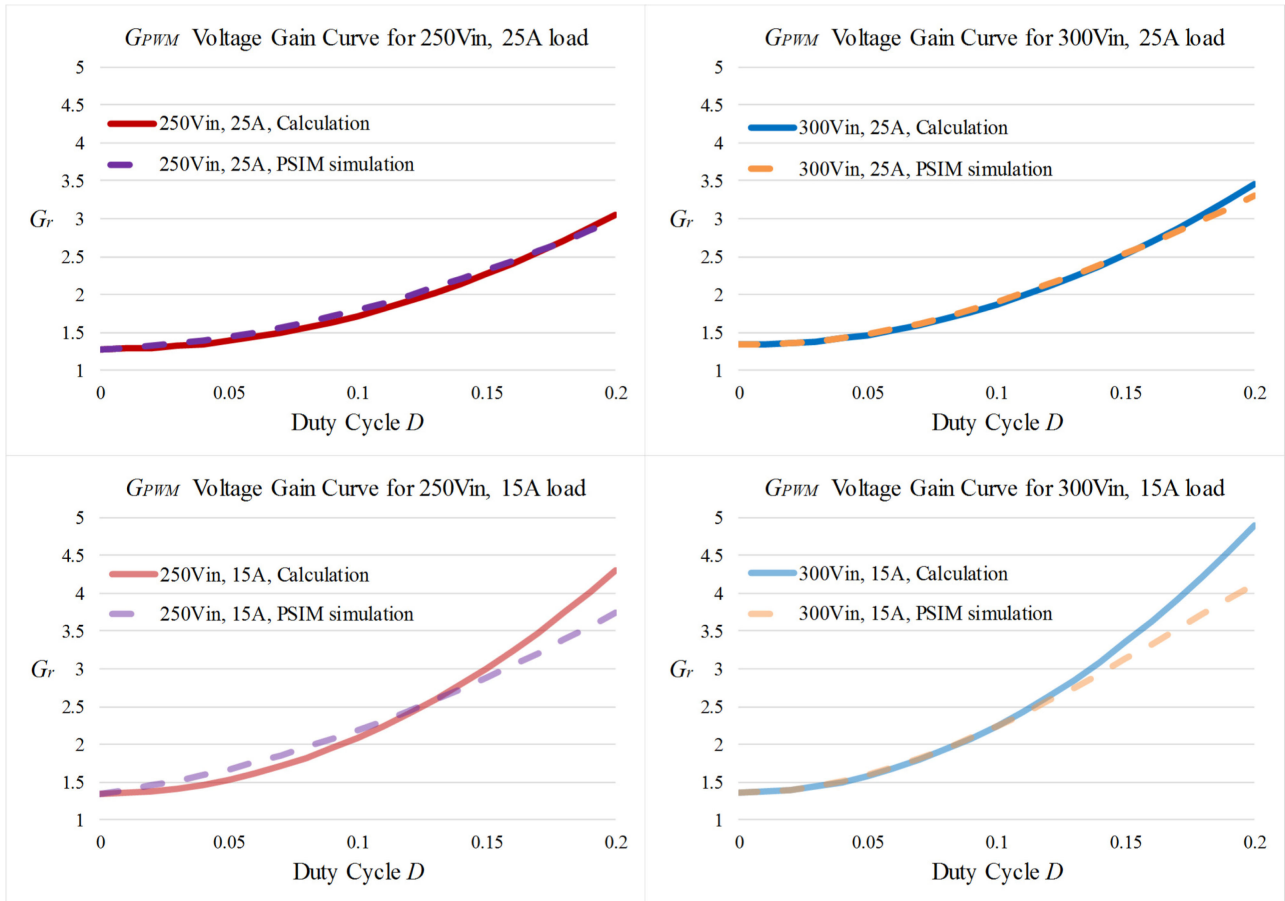 GPWM Voltage Gain Curve for 250Vin, 25A load
5
4.5
4
3.5
3
2.5
2
1.5
1
Gr
250Vin, 25A, Calculation
250Vin, 25A, PSIM simulation
0 0.05 0.1 0.15 0.2
Duty Cycle D
GPWM Voltage Gain Curve for 300Vin, 25A load
5
4.5
4
3.5
3
2.5
2
1.5
1
Gr
300Vin, 25A, Calculation
300Vin, 25A, PSIM simulation
0 0.05 0.1 0.15 0.2
Duty Cycle D
GPWM Voltage Gain Curve for 250Vin, 15A load
5
4.5
4
3.5
3
2.5
2
1.5
1
Gr
250Vin, 15A, Calculation
250Vin, 15A, PSIM simulation
0 0.05 0.1 0.15 0.2
Duty Cycle D
GPWM Voltage Gain Curve for 300Vin, 15A load
5
4.5
4
3.5
3
2.5
2
1.5
1
Gr
300Vin, 15A, Calculation
300Vin, 15A, PSIM simulation
0 0.05 0.1 0.15 0.2
Duty Cycle D